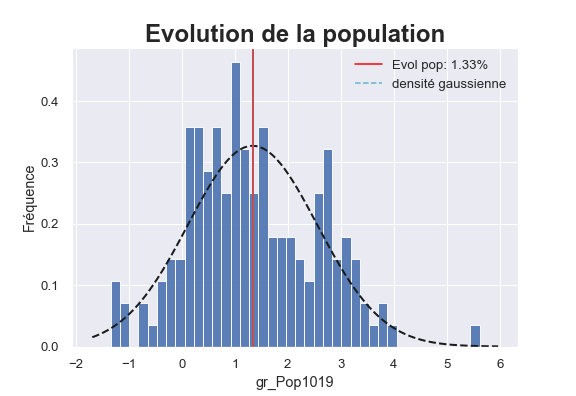 Evolution de la population
Evol pop: 1.33%
densité gaussienne
Fréquence
0.4
0.3
0.2
0.1
0.0
−2 −1 0 1 2 3 4 5 6
gr_Pop1019